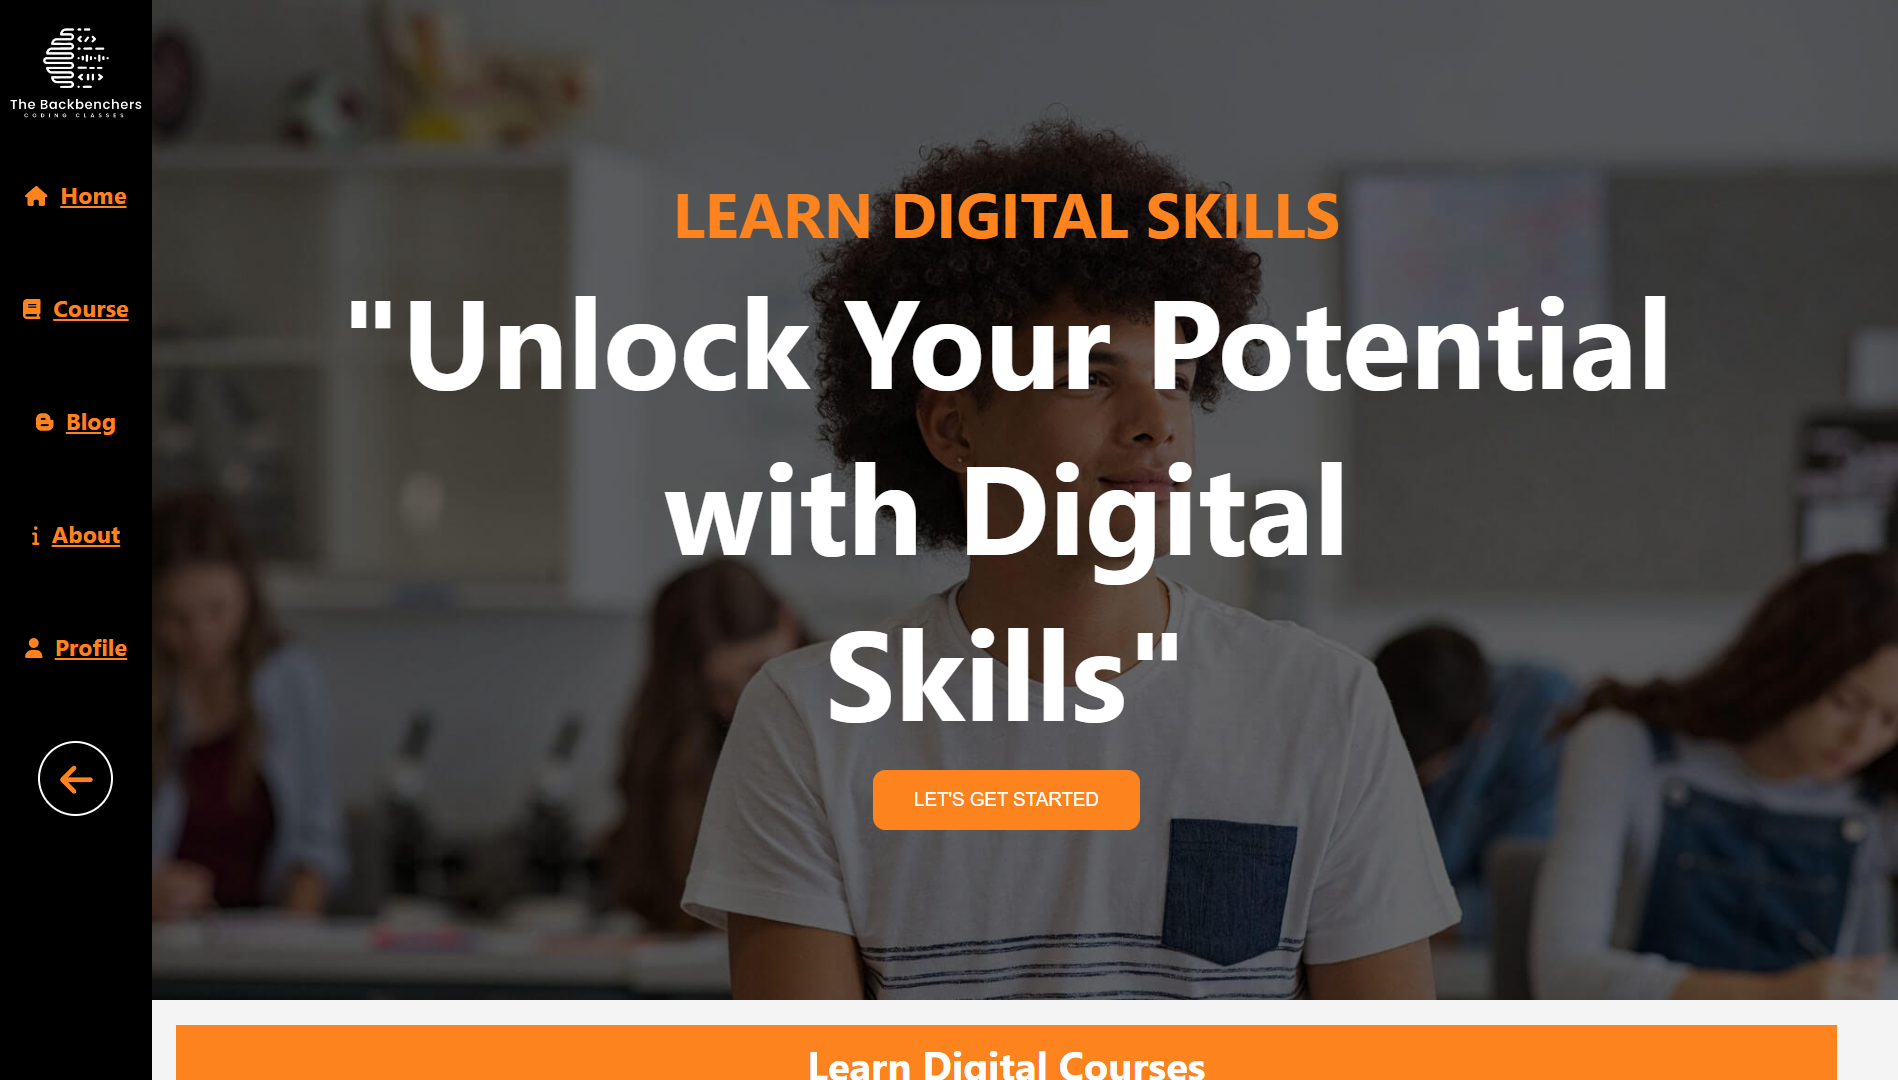 The Backbenchers
CODING CLASSES
Home
Course
Blog
About
Profile
LEARN DIGITAL SKILLS
"Unlock Your Potential
with Digital
Skills"
LET'S GET STARTED
Learn Digital Courses